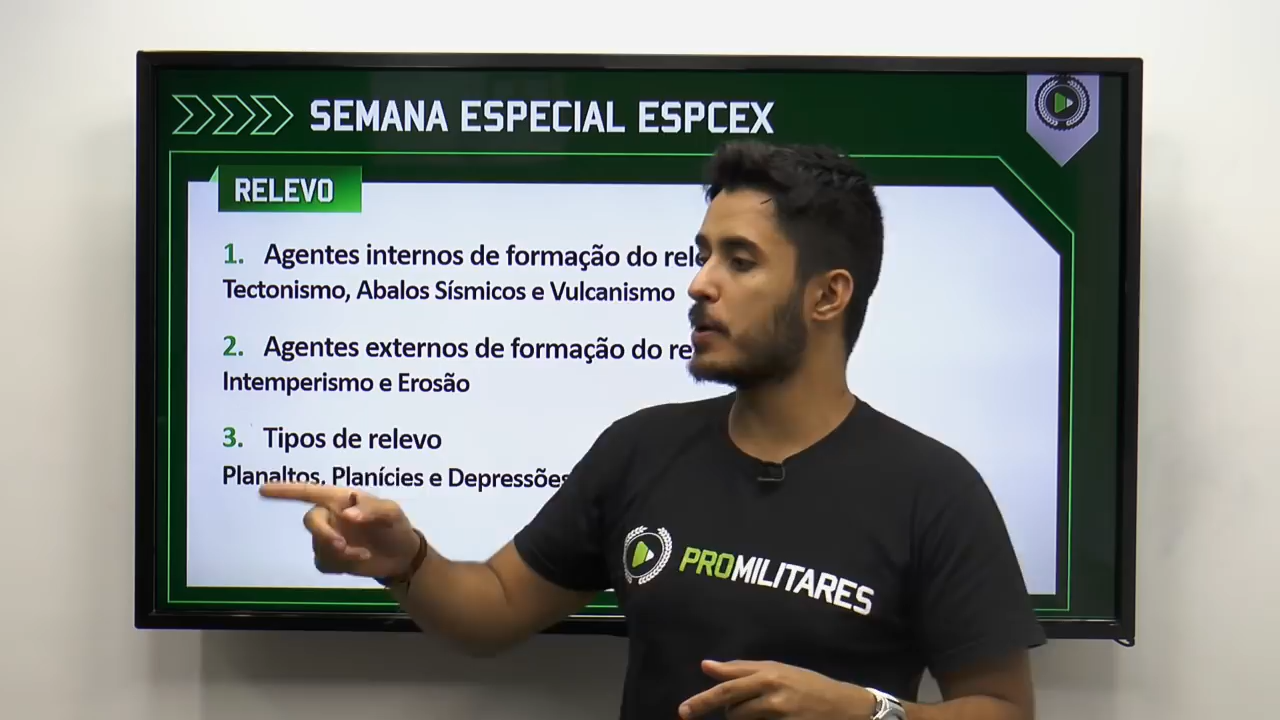 SEMANA ESPECIAL ESPCEX
RELEVO
1. Agentes internos de formação do
Tectonismo, Abalos Sísmicos e Vulcanismo
2. Agentes externos de formação do
Intemperismo e Erosão
3. Tipos de relevo
Planaltos, Planícies e Depressões
PROMILITARES